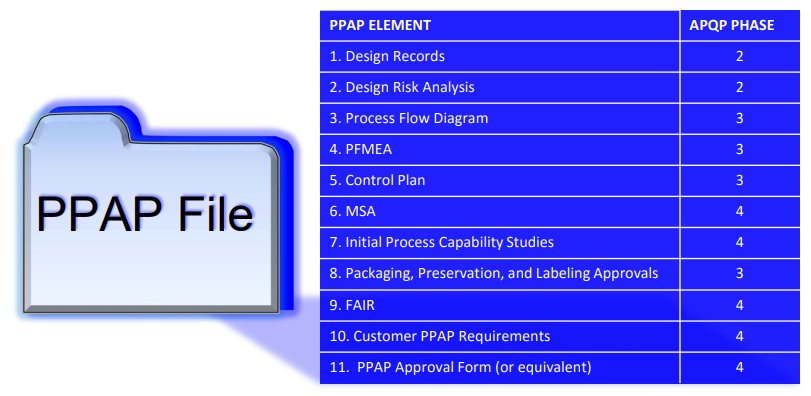 PPAP File
PPAP ELEMENT APQP PHASE
1. Design Records 2
2. Design Risk Analysis 2
3. Process Flow Diagram 3
4. PFMEA 3
5. Control Plan 3
6. MSA 4
7. Initial Process Capability Studies 4
8. Packaging, Preservation, and Labeling Approvals 3
9. FAIR 4
10. Customer PPAP Requirements 4
11. PPAP Approval Form (or equivalent) 4